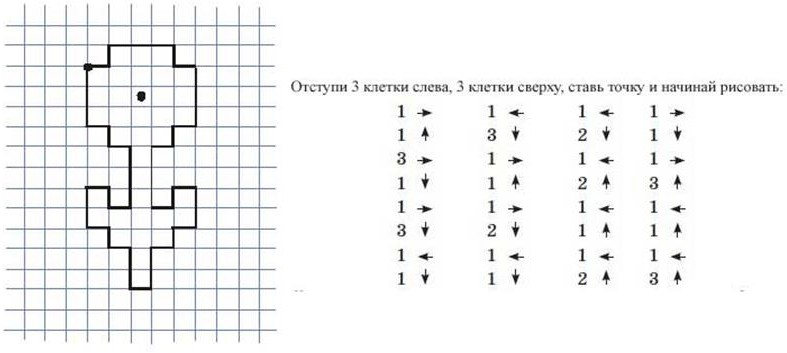 Отступи 3 клетки слева, 3 клетки сверху, ставь точку и начинай рисовать:
1 → 1 ← 1 ← 1 →
1 ↑ 3 ↓ 2 ↓ 1 ↓
3 → 1 → 1 ← 1 →
1 ↓ 1 ↑ 2 ↑ 3 ↑
1 → 1 → 1 ← 1 ←
3 ↓ 2 ↓ 1 ↑ 1 ↑
1 ← 1 ← 1 ← 1 ←
1 ↓ 1 ↓ 2 ↑ 3 ↑